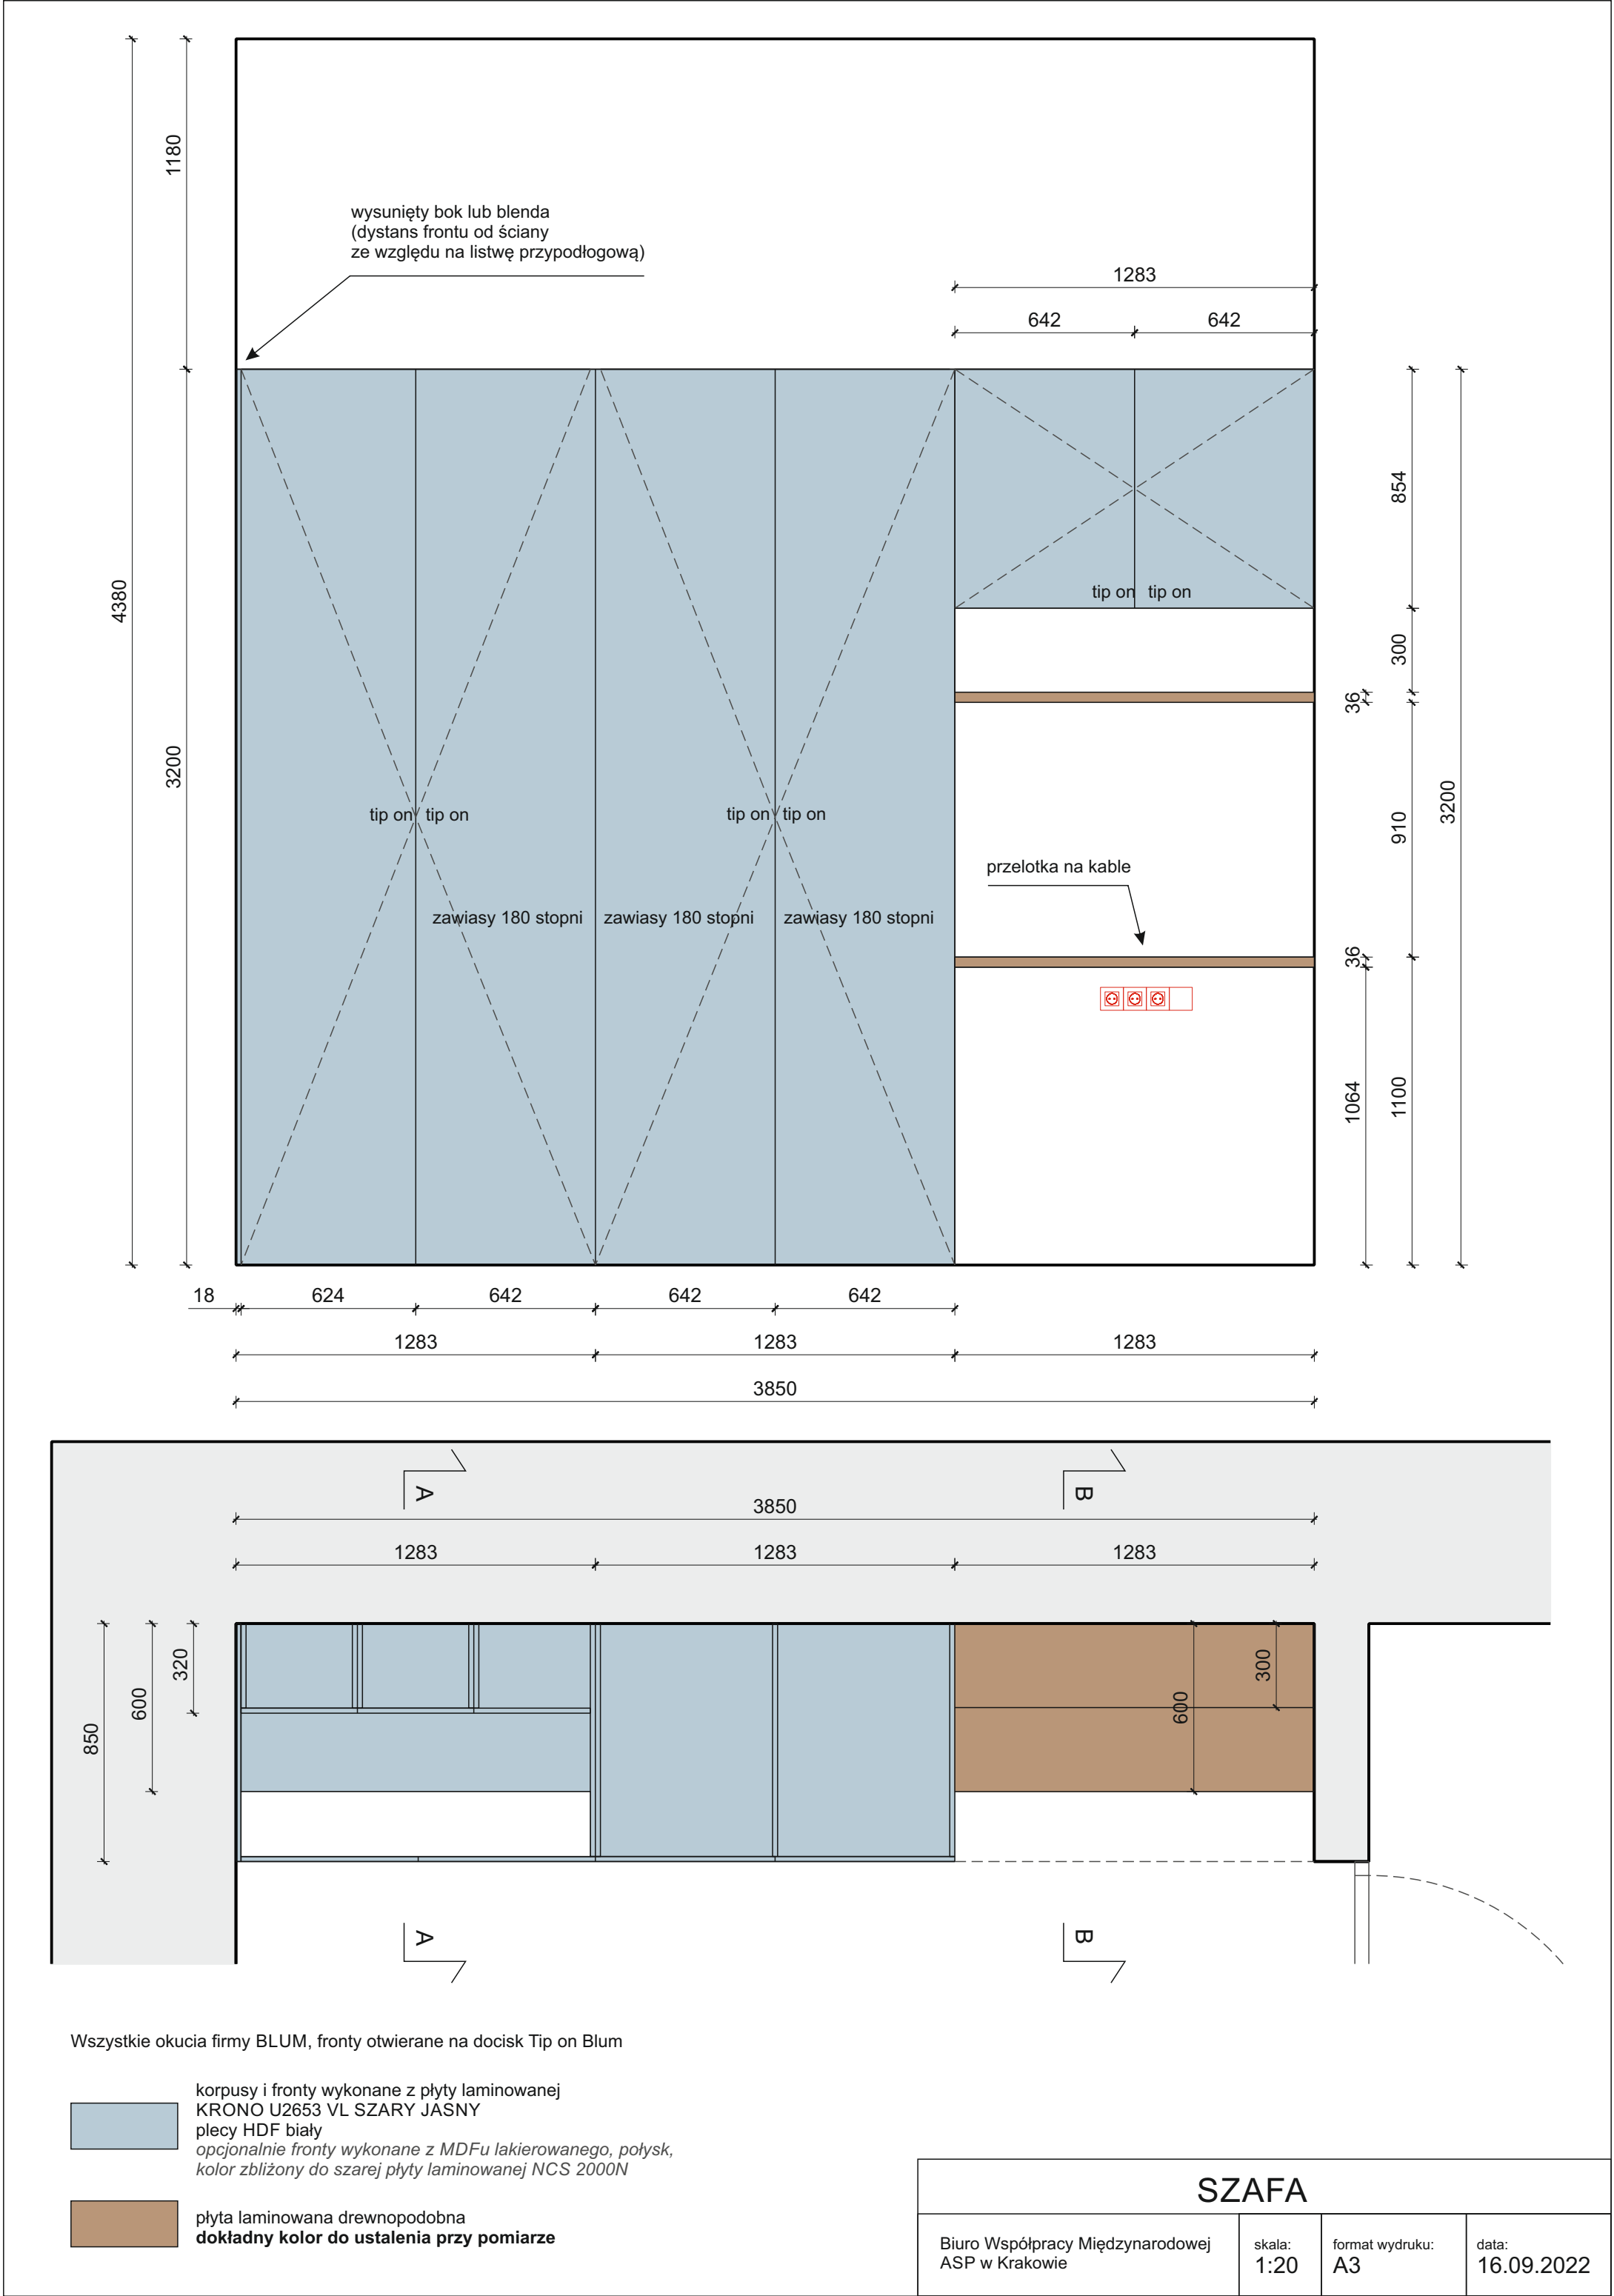 4380
1180
3200
wysunięty bok lub blenda
(dystans frontu od ściany
ze względu na listwę przypodłogową)
1283
642
642
854
300
36
910
3200
36
1064
1100
tip on
tip on
tip on
tip on
tip on
tip on
zawiasy 180 stopni
zawiasy 180 stopni
zawiasy 180 stopni
przelotka na kable
18
624
642
642
642
1283
1283
1283
3850
A
B
3850
1283
1283
1283
850
600
320
600
300
A
B
Wszystkie okucia firmy BLUM, fronty otwierane na docisk Tip on Blum
korpusy i fronty wykonane z płyty laminowanej
KRONO U2653 VL SZARY JASNY
plecy HDF biały
opcjonalnie fronty wykonane z MDFu lakierowanego, połysk,
kolor zbliżony do szarej płyty laminowanej NCS 2000N
płyta laminowana drewnopodobna
dokładny kolor do ustalenia przy pomiarze
SZAFA
Biuro Współpracy Międzynarodowej
ASP w Krakowie
skala:
1:20
format wydruku:
A3
data:
16.09.2022